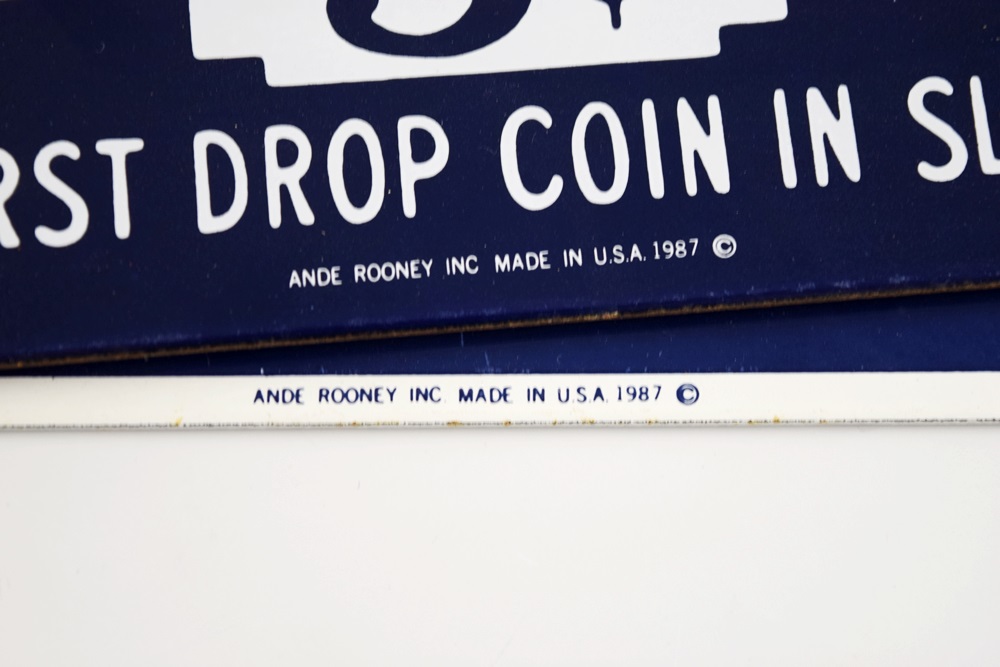 RST DROP COIN IN SL
ANDE ROONEY INC MADE IN U.S.A. 1987 ©
ANDE ROONEY INC. MADE IN U.S.A. 1987 ©